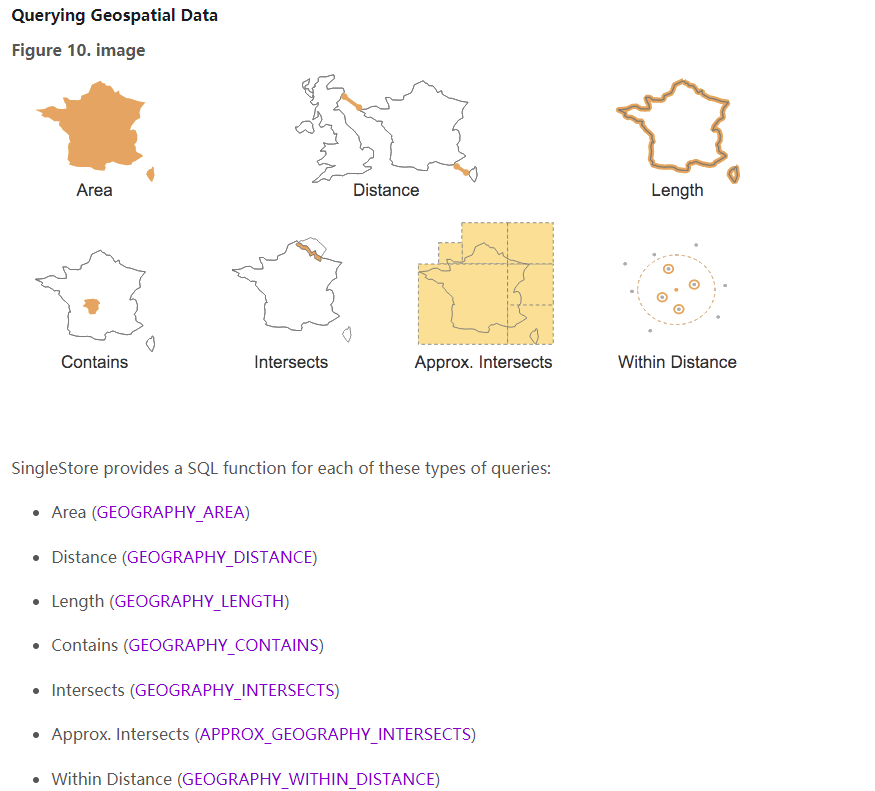 Querying Geospatial Data
Figure 10. image
Area
Distance
Length
Contains
Intersects
Approx. Intersects
Within Distance
SingleStore provides a SQL function for each of these types of queries:
• Area (GEOGRAPHY_AREA)
• Distance (GEOGRAPHY_DISTANCE)
• Length (GEOGRAPHY_LENGTH)
• Contains (GEOGRAPHY_CONTAINS)
• Intersects (GEOGRAPHY_INTERSECTS)
• Approx. Intersects (APPROX_GEOGRAPHY_INTERSECTS)
• Within Distance (GEOGRAPHY_WITHIN_DISTANCE)